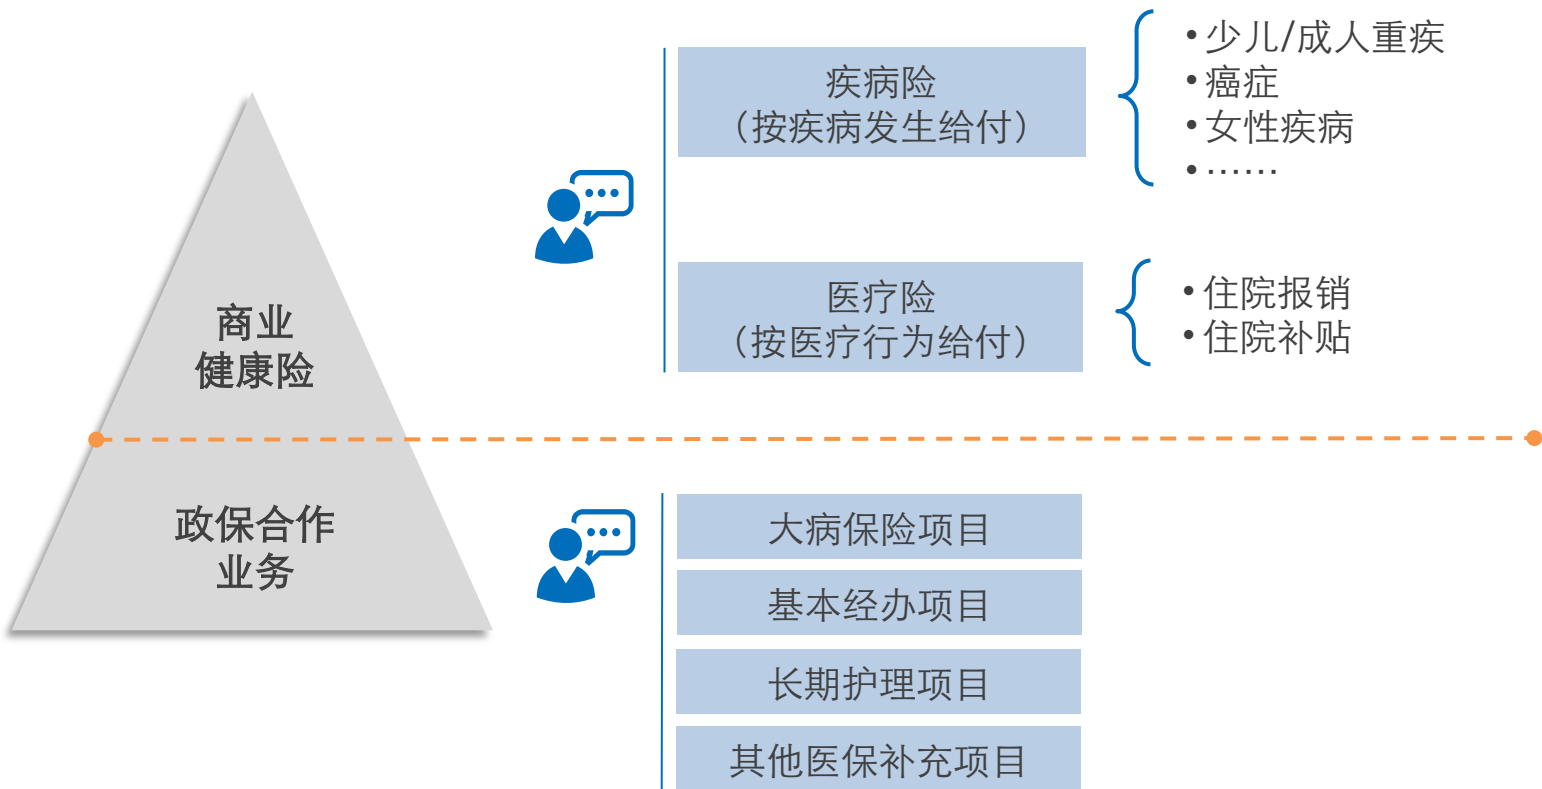 商业
健康险
疾病险
（按疾病发生给付）
•少儿/成人重疾
•癌症
•女性疾病
•……
医疗险
（按医疗行为给付）
•住院报销
•住院补贴
政保合作
业务
大病保险项目
基本经办项目
长期护理项目
其他医保补充项目